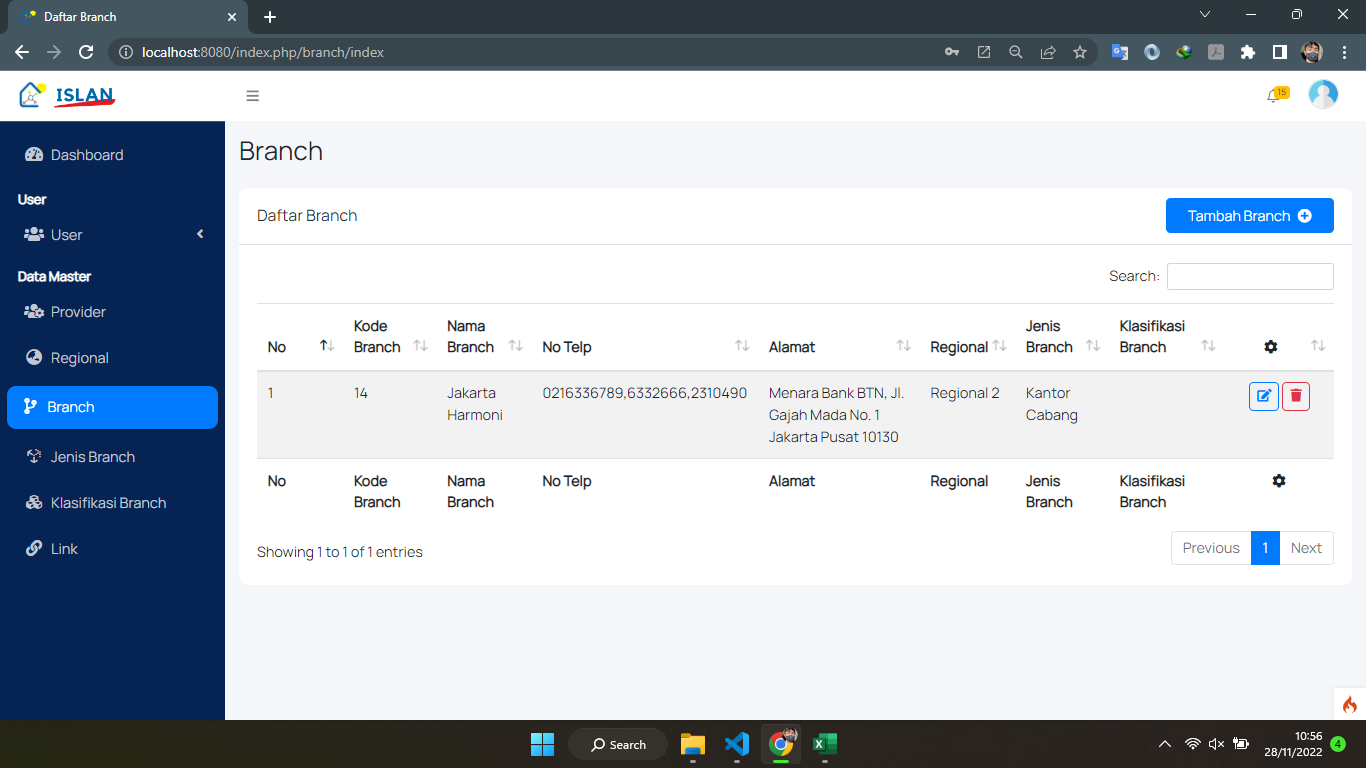 Daftar Branch
localhost:8080/index.php/branch/index
ISLAN
15
Dashboard
User
User
Data Master
Provider
Regional
Branch
Jenis Branch
Klasifikasi Branch
Link
Branch
Daftar Branch
Tambah Branch
Search:
No
Kode
Branch
Nama
Branch
No Telp
Alamat
Regional
Jenis
Branch
Klasifikasi
Branch
1
14
Jakarta
Harmoni
0216336789,6332666,2310490
Menara Bank BTN, Jl.
Gajah Mada No. 1
Jakarta Pusat 10130
Regional 2
Kantor
Cabang
No
Kode
Branch
Nama
Branch
No Telp
Alamat
Regional
Jenis
Branch
Klasifikasi
Branch
Showing 1 to 1 of 1 entries
Previous
1
Next
Search
10:56
28/11/2022
4